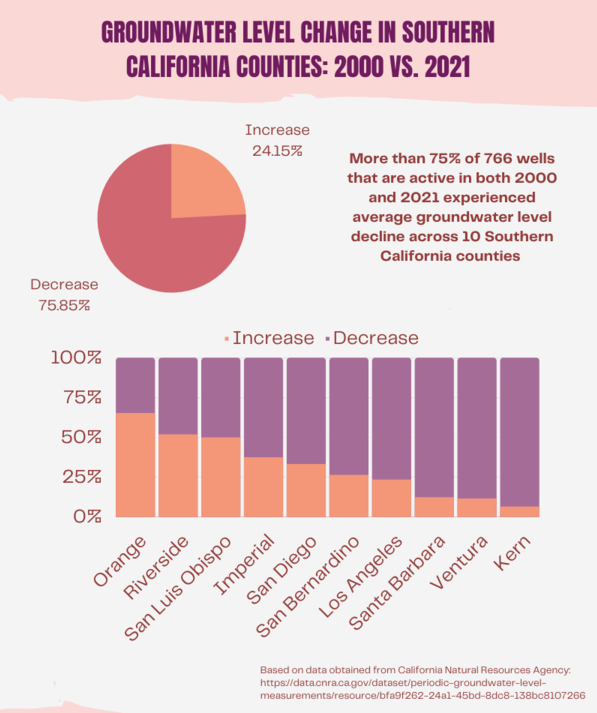 GROUNDWATER LEVEL CHANGE IN SOUTHERN
CALIFORNIA COUNTIES: 2000 VS. 2021
Increase
24.15%
More than 75% of 766 wells
that are active in both 2000
and 2021 experienced
average groundwater level
decline across 10 Southern
California counties
Decrease
75.85%
Increase Decrease
100%
75%
50%
25%
0%
Orange
Riverside
San Luis Obispo
Imperial
San Diego
San Bernardino
Los Angeles
Santa Barbara
Ventura
Kern
Based on data obtained from California Natural Resources Agency:
https://data.cnra.ca.gov/dataset/periodic-groundwater-level-
measurements/resource/bfa9f262-24a1-45bd-8dc8-138bc8107266